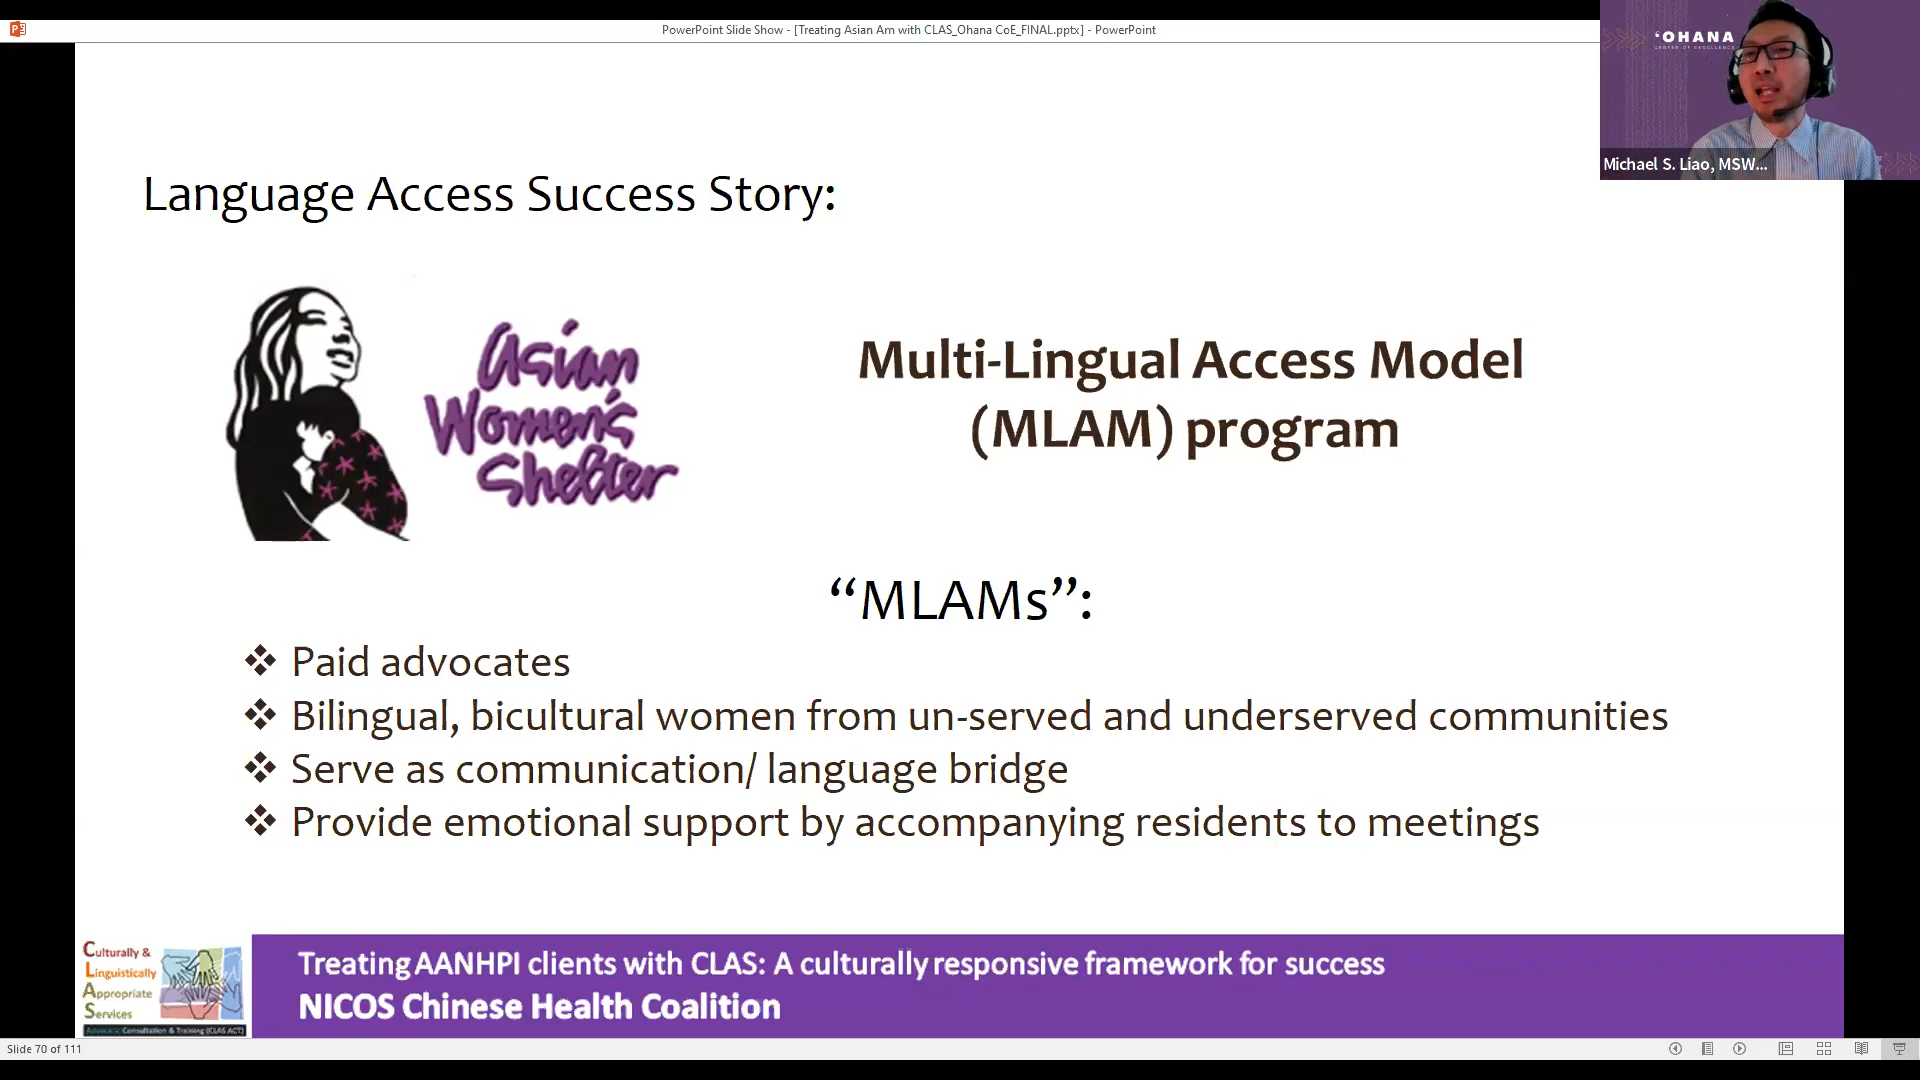 PowerPoint Slide Show - [Treating Asian Am with CLAS_Ohana CoE_FINAL.pptx] - PowerPoint
ʻOHANA
CENTER OF EXCELLENCE
Michael S. Liao, MSW...
Language Access Success Story:
Asian
Women's
Shelter
Multi-Lingual Access Model
(MLAM) program
“MLAMs”:
❖ Paid advocates
❖ Bilingual, bicultural women from un-served and underserved communities
❖ Serve as communication/ language bridge
❖ Provide emotional support by accompanying residents to meetings
Culturally &
Linguistically
Appropriate
Services
Consultation & Training (CLAS ACT)
Treating AANHPI clients with CLAS: A culturally responsive framework for success
NICOS Chinese Health Coalition
Slide 70 of 111